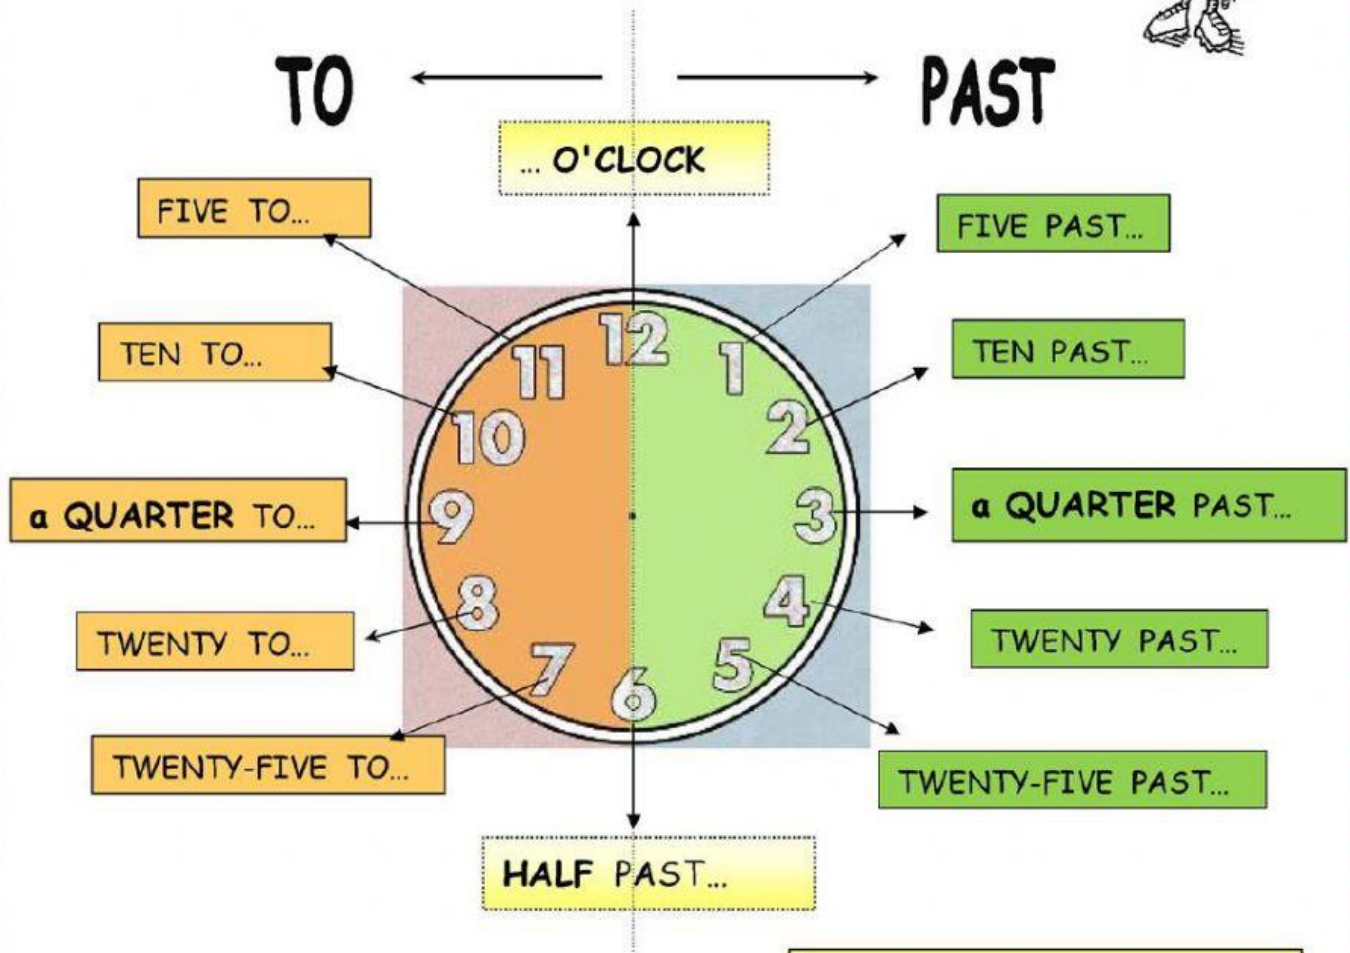 TO
PAST
... O'CLOCK
FIVE TO...
FIVE PAST...
TEN TO...
TEN PAST...
12
11
1
10
2
a QUARTER TO...
9
3
a QUARTER PAST...
8
4
TWENTY TO...
TWENTY PAST...
7
5
6
TWENTY-FIVE TO...
TWENTY-FIVE PAST...
HALF PAST...